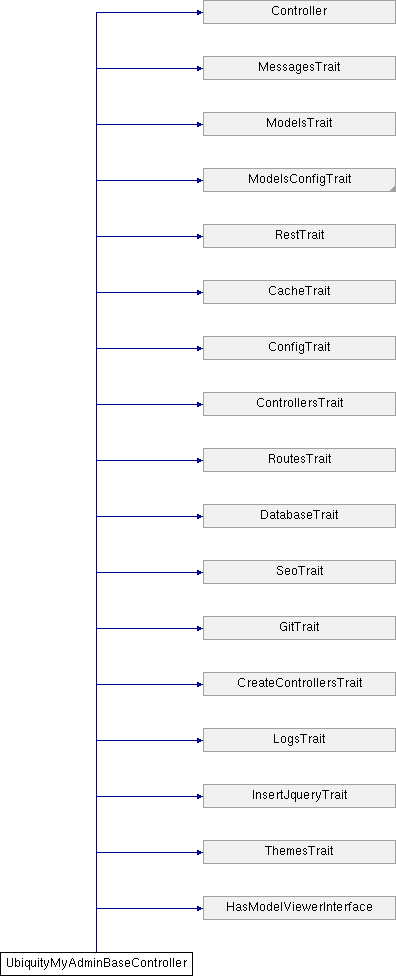 Controller
MessagesTrait
ModelsTrait
ModelsConfigTrait
RestTrait
CacheTrait
ConfigTrait
ControllersTrait
RoutesTrait
DatabaseTrait
SeoTrait
GitTrait
CreateControllersTrait
LogsTrait
InsertJqueryTrait
ThemesTrait
HasModelViewerInterface
UbiquityMyAdminBaseController